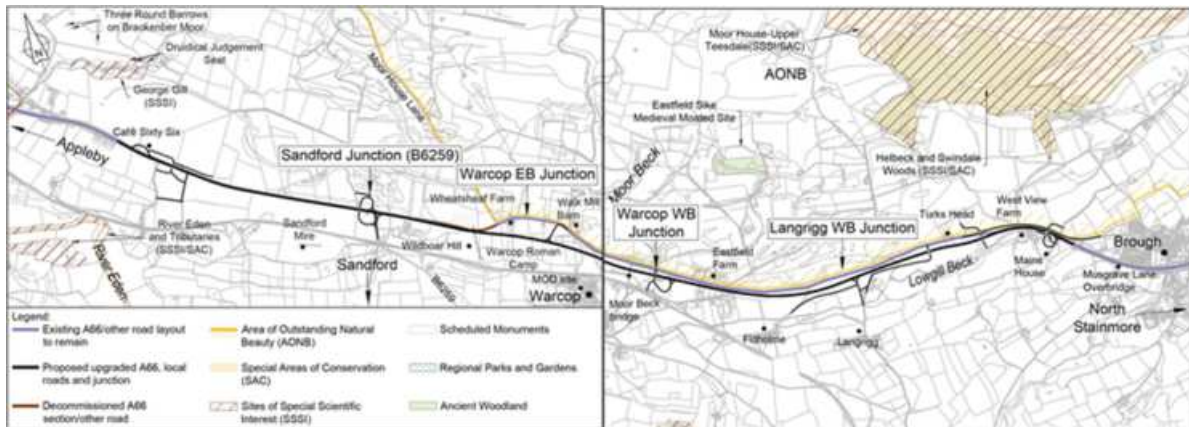 Three Round Barrows
on Brackenber Moor
Druidical Judgement
Seat
N
George Gill
(SSSI)
Moor House Lane
Café Sixty Six
Appleby
Sandford Junction (B6259)
Warcop EB Junction
Wheatsheaf Farm
Walk Mill
Barn
River Eden
and Tributaries
(SSSI/SAC)
River Eden
Sandford
Mire
Wildboar Hill
Warcop Roman
Camp
Sandford
B6259
MOD site
Warcop
Moor House-Upper
Teesdale(SSSI/SAC)
AONB
Eastfield Sike
Medieval Moated Site
Helbeck and Swindale
Woods (SSSI/SAC)
Moor Beck
Warcop WB
Junction
Langrigg WB Junction
Turks Head
West View
Farm
Eastfield
Farm
Brough
Lowgill Beck
Maine
House
Musgrave Lane
Overbridge
Moor Beck
bridge
Flitholme
Langrigg
North
Stainmore
Legend:
Existing A66/other road layout
to remain
Proposed upgraded A66, local
roads and junction
Decommissioned A66
section/other road
Area of Outstanding Natural
Beauty (AONB)
Special Areas of Conservation
(SAC)
Sites of Special Scientific
Interest (SSSI)
Scheduled Monuments
Regional Parks and Gardens
Ancient Woodland